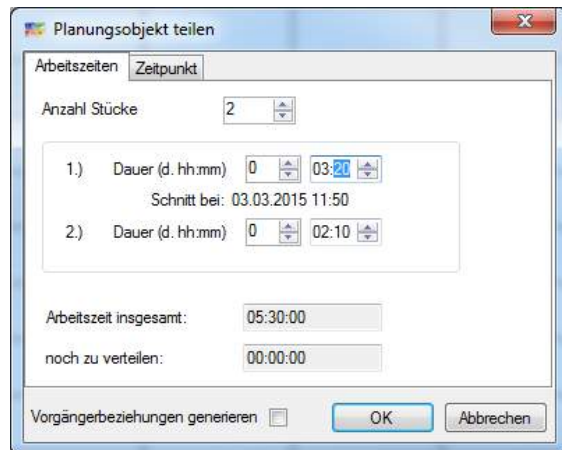 Planungsobjekt teilen
Arbeitszeiten Zeitpunkt
Anzahl Stücke 2
1.) Dauer (d. hh:mm) 0 03:20
Schnitt bei: 03.03.2015 11:50
2.) Dauer (d. hh:mm) 0 02:10
Arbeitszeit insgesamt: 05:30:00
noch zu verteilen: 00:00:00
Vorgängerbeziehungen generieren OK Abbrechen